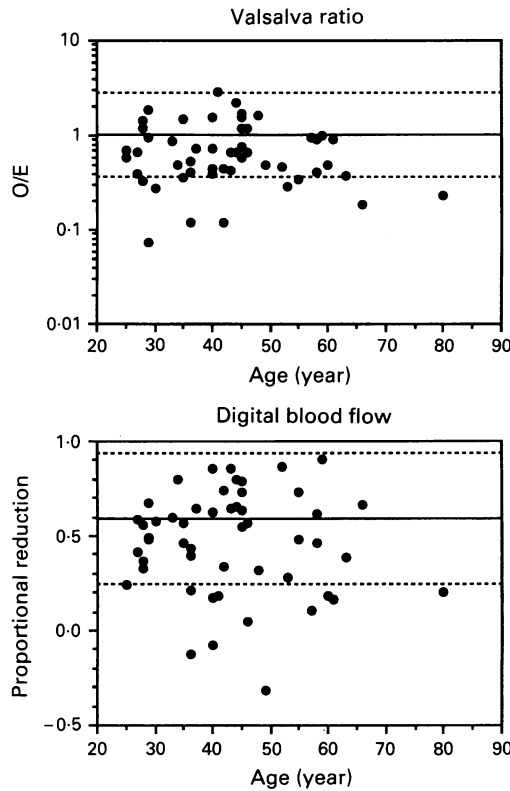 Valsalva ratio
10
1
0·1
0·01
O/E
20 30 40 50 60 70 80 90
Age (year)
Digital blood flow
1·0
0·5
0·0
−0·5
Proportional reduction
20 30 40 50 60 70 80 90
Age (year)